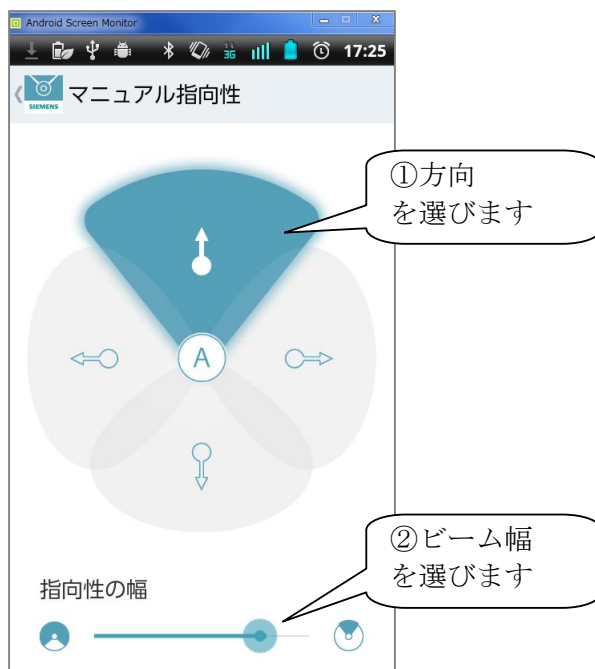 Android Screen Monitor
3G
17:25
SIEMENS
マニュアル指向性
①方向
を選びます
A
②ビーム幅
を選びます
指向性の幅